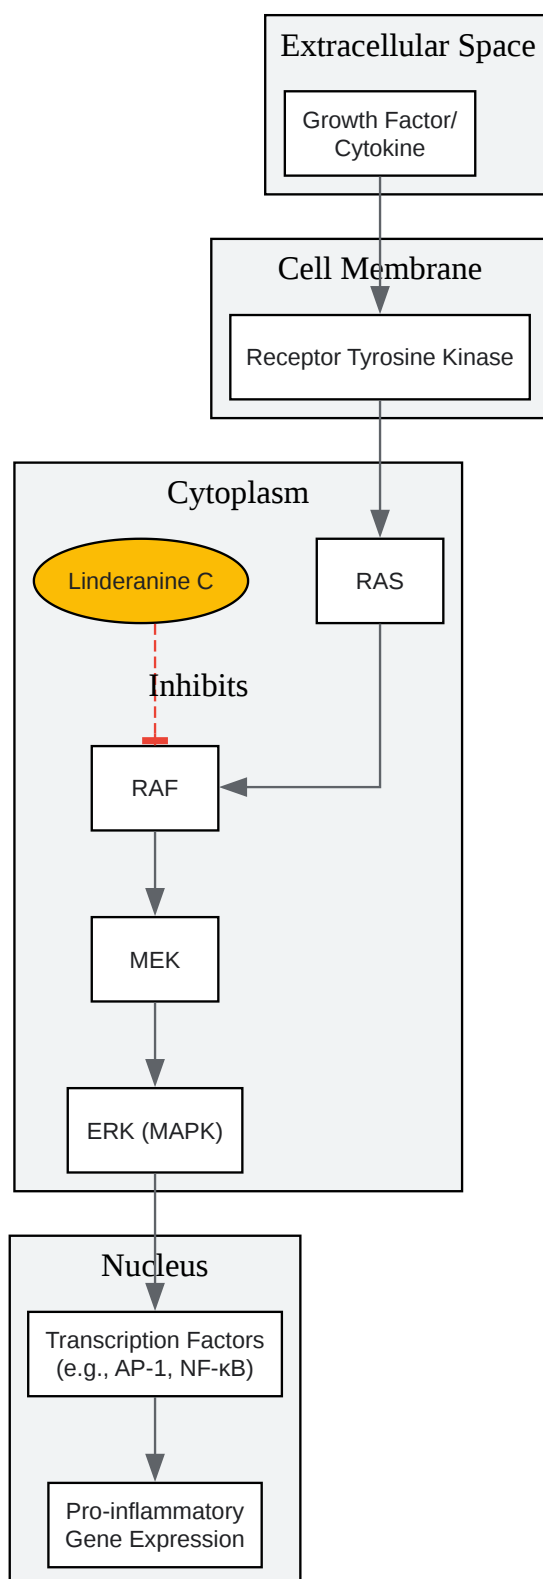 Extracellular Space
Growth Factor/
Cytokine
Cell Membrane
Receptor Tyrosine Kinase
Cytoplasm
Linderanine C
RAS
Inhibits
RAF
MEK
ERK (MAPK)
Nucleus
Transcription Factors
(e.g., AP-1, NF-κB)
Pro-inflammatory
Gene Expression